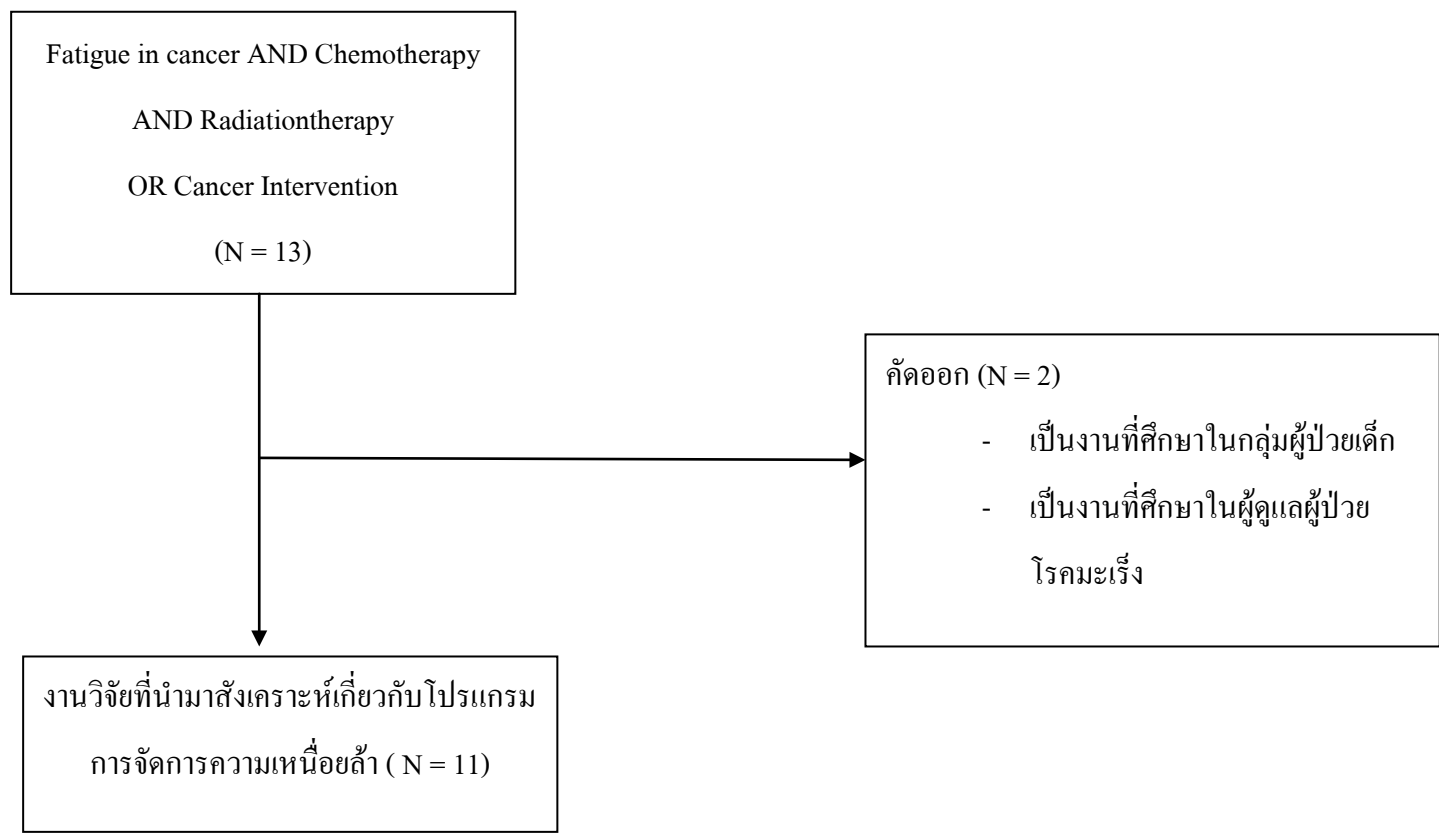 Fatigue in cancer AND Chemotherapy
AND Radiationtherapy
OR Cancer Intervention
(N = 13)
คัดออก (N = 2)
- เป็นงานที่ศึกษาในกลุ่มผู้ป่วยเด็ก
- เป็นงานที่ศึกษาในผู้ดูแลผู้ป่วย
โรคมะเร็ง
งานวิจัยที่นำมาสังเคราะห์เกี่ยวกับโปรแกรม
การจัดการความเหนื่อยล้า ( N = 11)